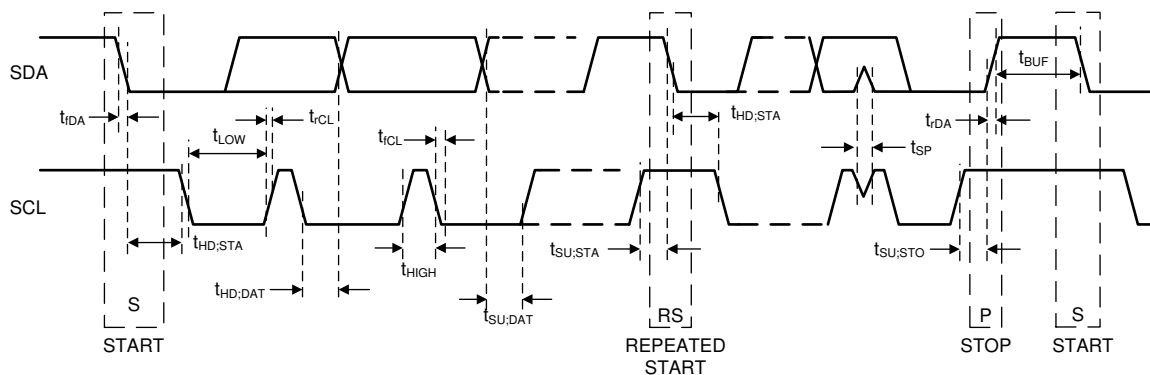 SDA
t_BUF
t_fDA
t_LOW
t_rCL
t_fCL
t_HD;STA
t_SP
t_rDA
SCL
t_HD;STA
t_HD;DAT
t_HIGH
t_SU;DAT
t_SU;STA
t_SU;STO
S
RS
P
S
START
REPEATED
START
STOP
START